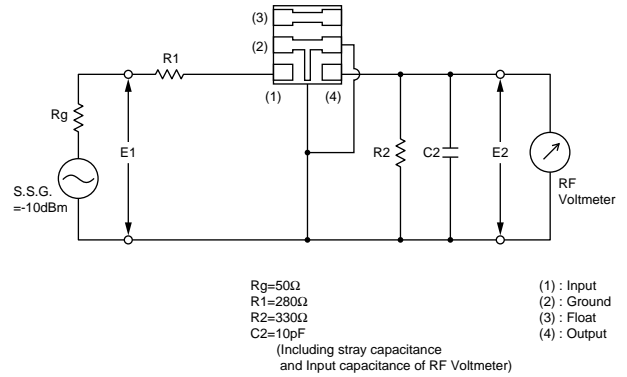 (3)
(2)
R1
(1)
(4)
Rg
E1
R2
C2
E2
S.S.G.
=-10dBm
RF
Voltmeter
Rg=50Ω
R1=280Ω
R2=330Ω
C2=10pF
(Including stray capacitance
and Input capacitance of RF Voltmeter)
(1) : Input
(2) : Ground
(3) : Float
(4) : Output